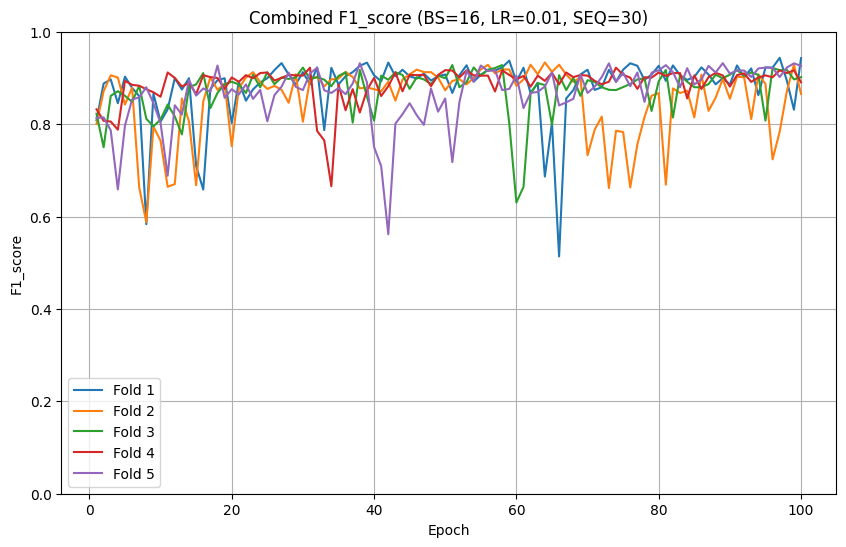 Combined F1_score (BS=16, LR=0.01, SEQ=30)
1.0
0.8
0.6
0.4
0.2
0.0
F1_score
Fold 1
Fold 2
Fold 3
Fold 4
Fold 5
0 20 40 60 80 100
Epoch